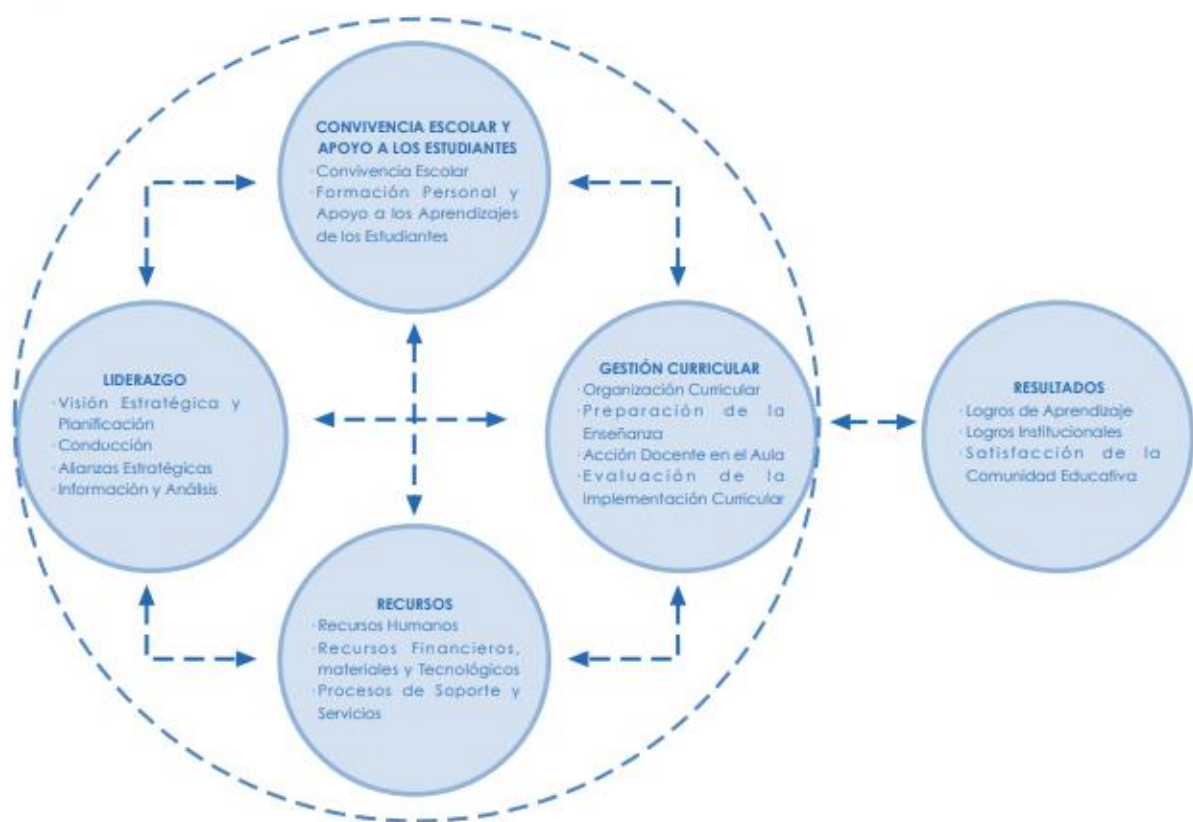 CONVIVENCIA ESCOLAR Y
APOYO A LOS ESTUDIANTES
·Convivencia Escolar
·Formación Personal y
Apoyo a los Aprendizajes
de los Estudiantes
LIDERAZGO
·Visión Estratégica y
Planificación
·Conducción
·Alianzas Estratégicas
·Información y Análisis
GESTIÓN CURRICULAR
·Organización Curricular
·Preparación de la
Enseñanza
·Acción Docente en el Aula
·Evaluación de la
Implementación Curricular
RESULTADOS
·Logros de Aprendizaje
·Logros Institucionales
·Satisfacción de la
Comunidad Educativa
RECURSOS
·Recursos Humanos
·Recursos Financieros,
materiales y Tecnológicos
·Procesos de Soporte y
Servicios